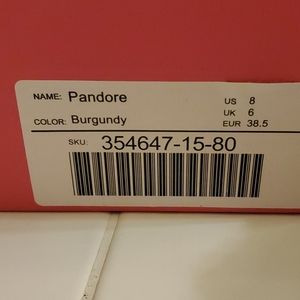 NAME: Pandore
US 8
UK 6
COLOR: Burgundy
EUR 38.5
SKU: 354647-15-80